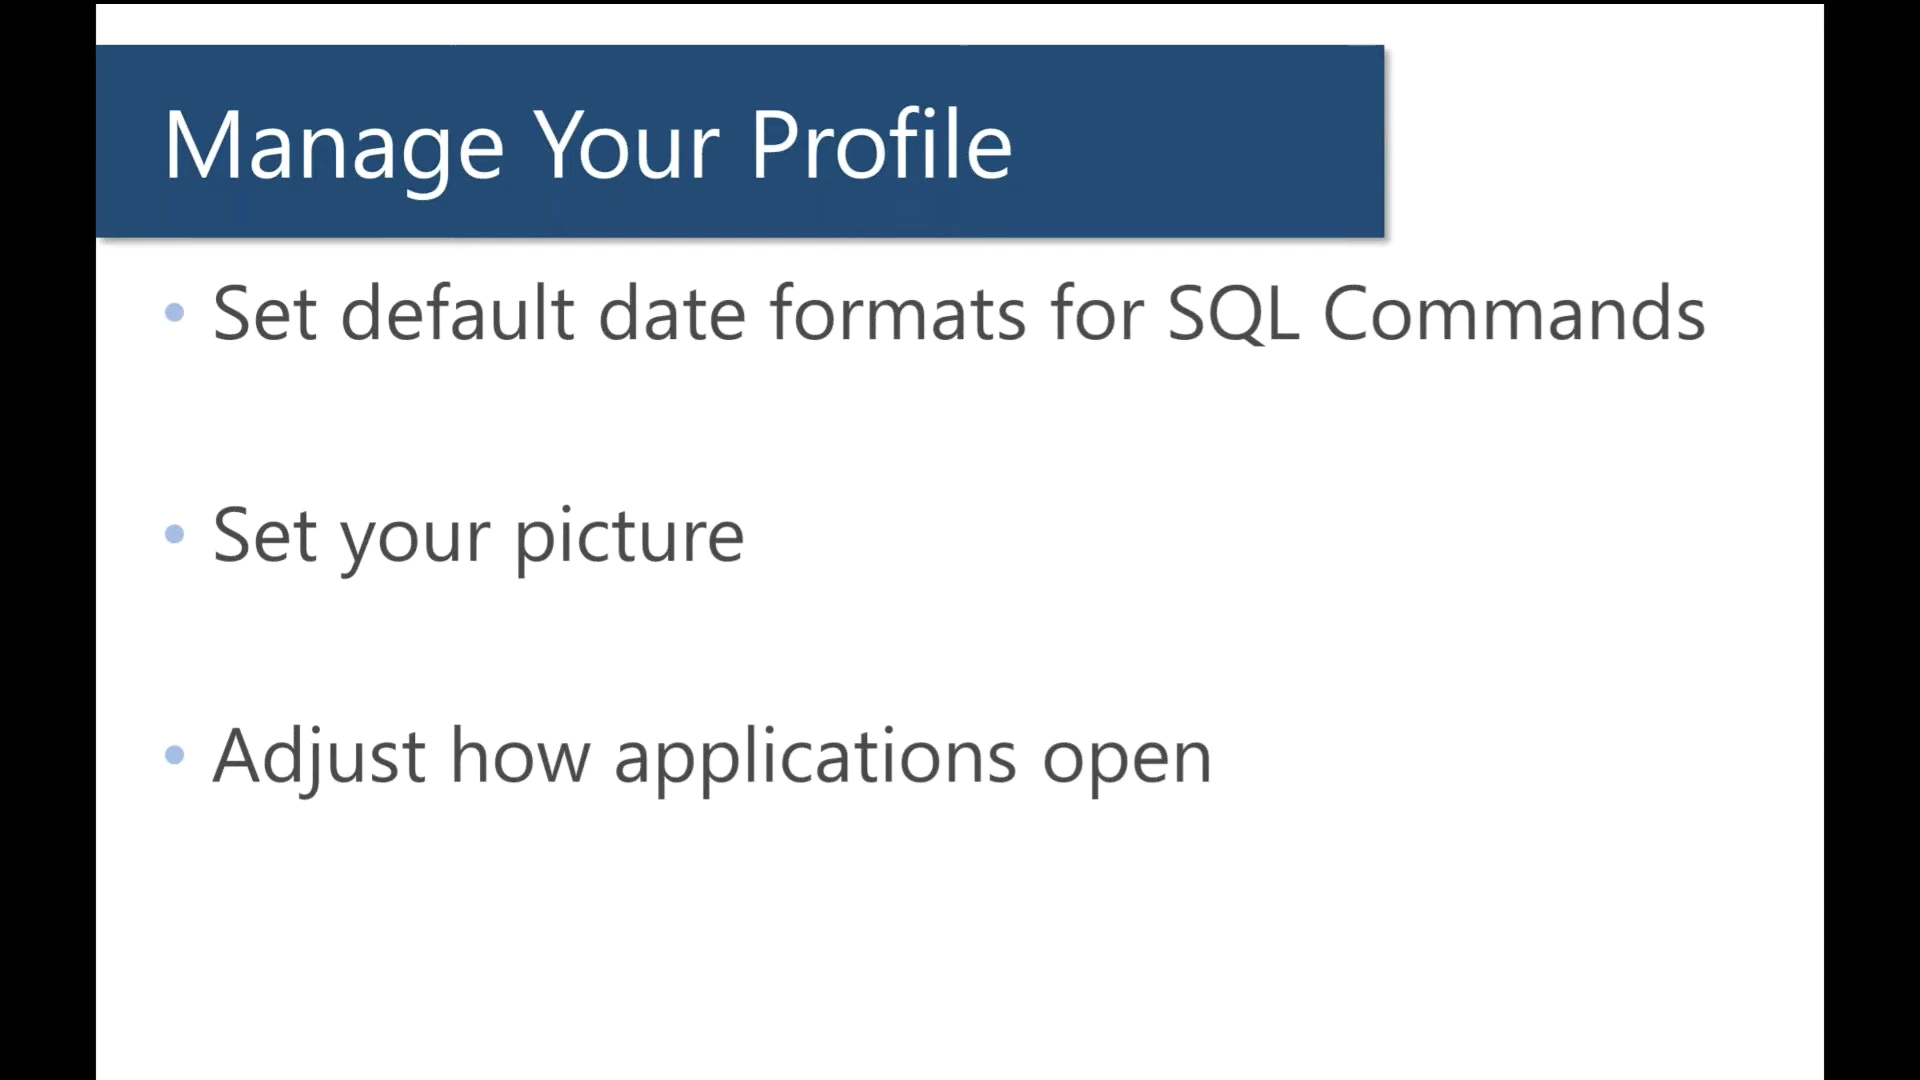 Manage Your Profile
• Set default date formats for SQL Commands
• Set your picture
• Adjust how applications open